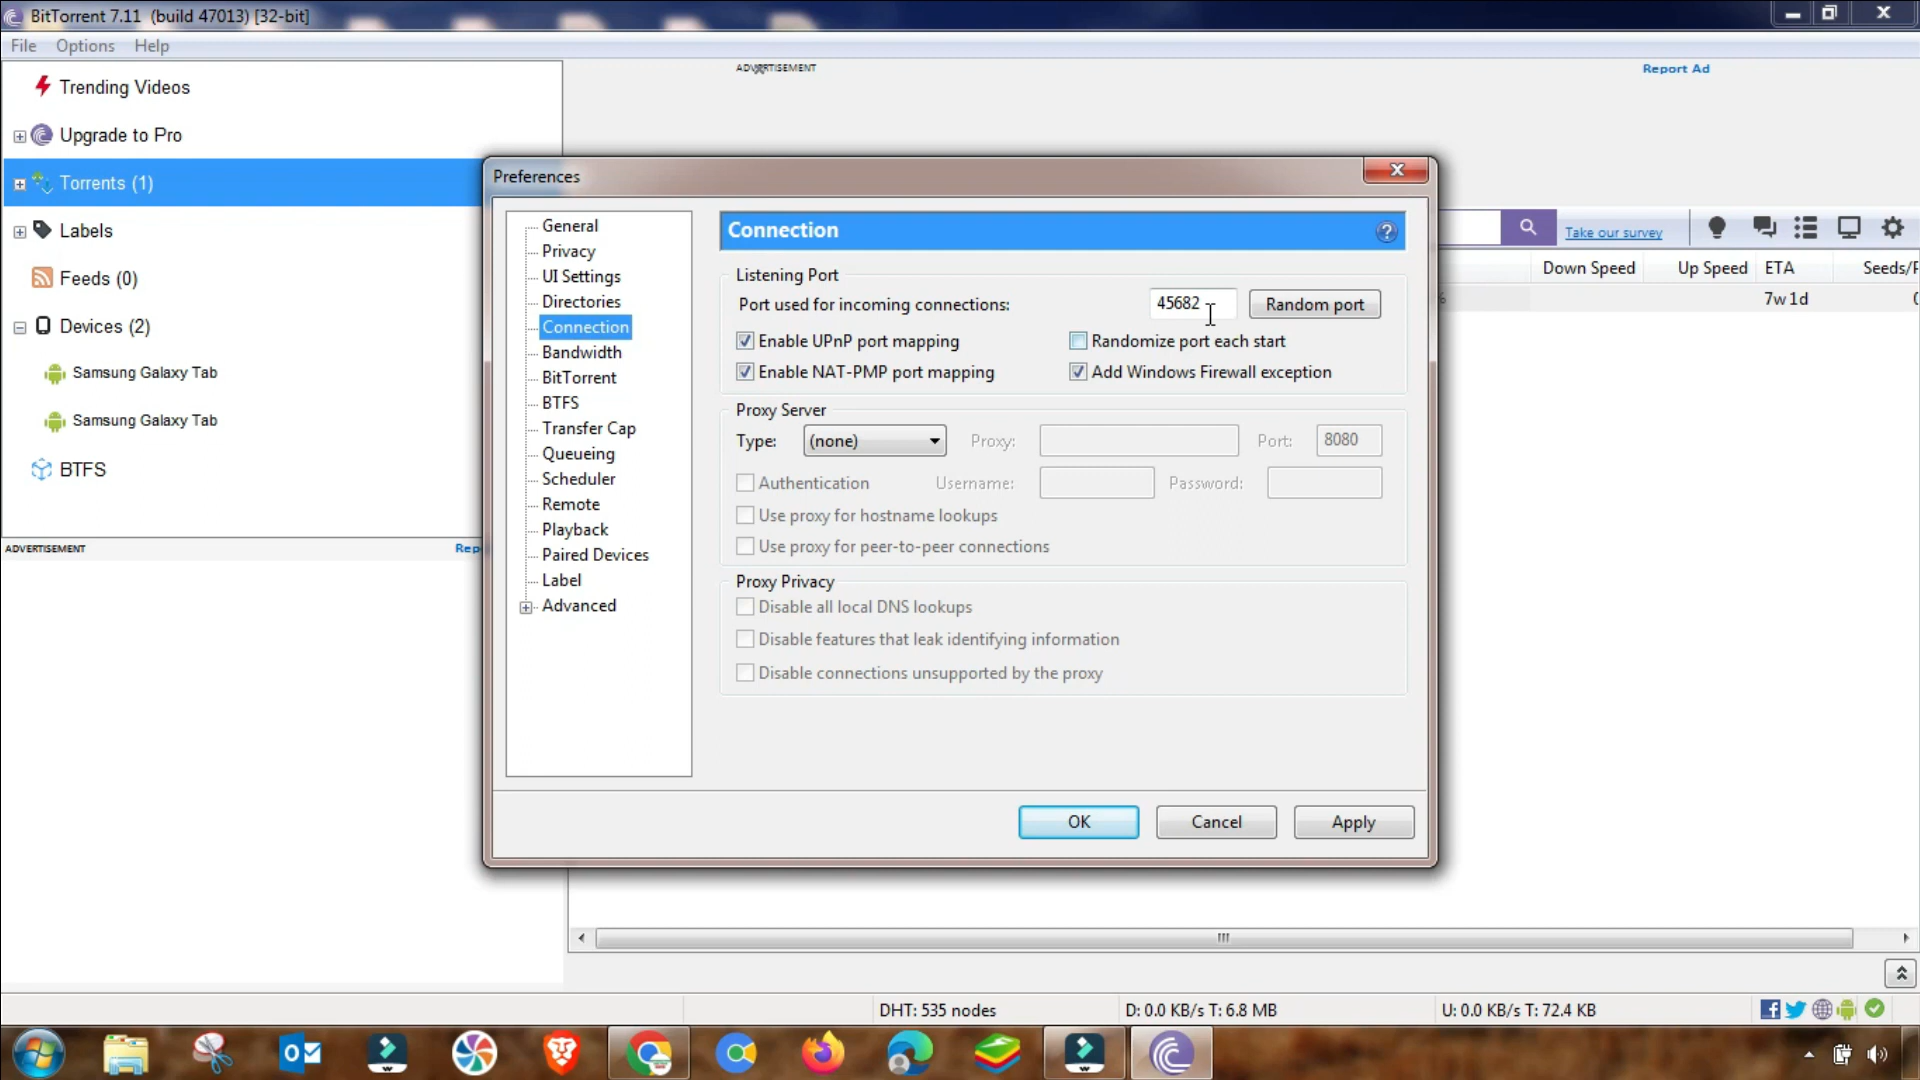 BitTorrent 7.11 (build 47013) [32-bit]
File Options Help
Trending Videos
Upgrade to Pro
Torrents (1)
Labels
Feeds (0)
Devices (2)
Samsung Galaxy Tab
Samsung Galaxy Tab
BTFS
ADVERTISEMENT
ADVERTISEMENT Report Ad
Take our survey
Down Speed Up Speed ETA
7w 1d
Preferences
General
Privacy
UI Settings
Directories
Connection
Bandwidth
BitTorrent
BTFS
Transfer Cap
Queueing
Scheduler
Remote
Playback
Paired Devices
Label
Advanced
Connection
Listening Port
Port used for incoming connections: 45682 Random port
Enable UPnP port mapping Randomize port each start
Enable NAT-PMP port mapping Add Windows Firewall exception
Proxy Server
Type: (none) Proxy: Port: 8080
Authentication Username: Password:
Use proxy for hostname lookups
Use proxy for peer-to-peer connections
Proxy Privacy
Disable all local DNS lookups
Disable features that leak identifying information
Disable connections unsupported by the proxy
OK Cancel Apply
DHT: 535 nodes D: 0.0 KB/s T: 6.8 MB U: 0.0 KB/s T: 72.4 KB